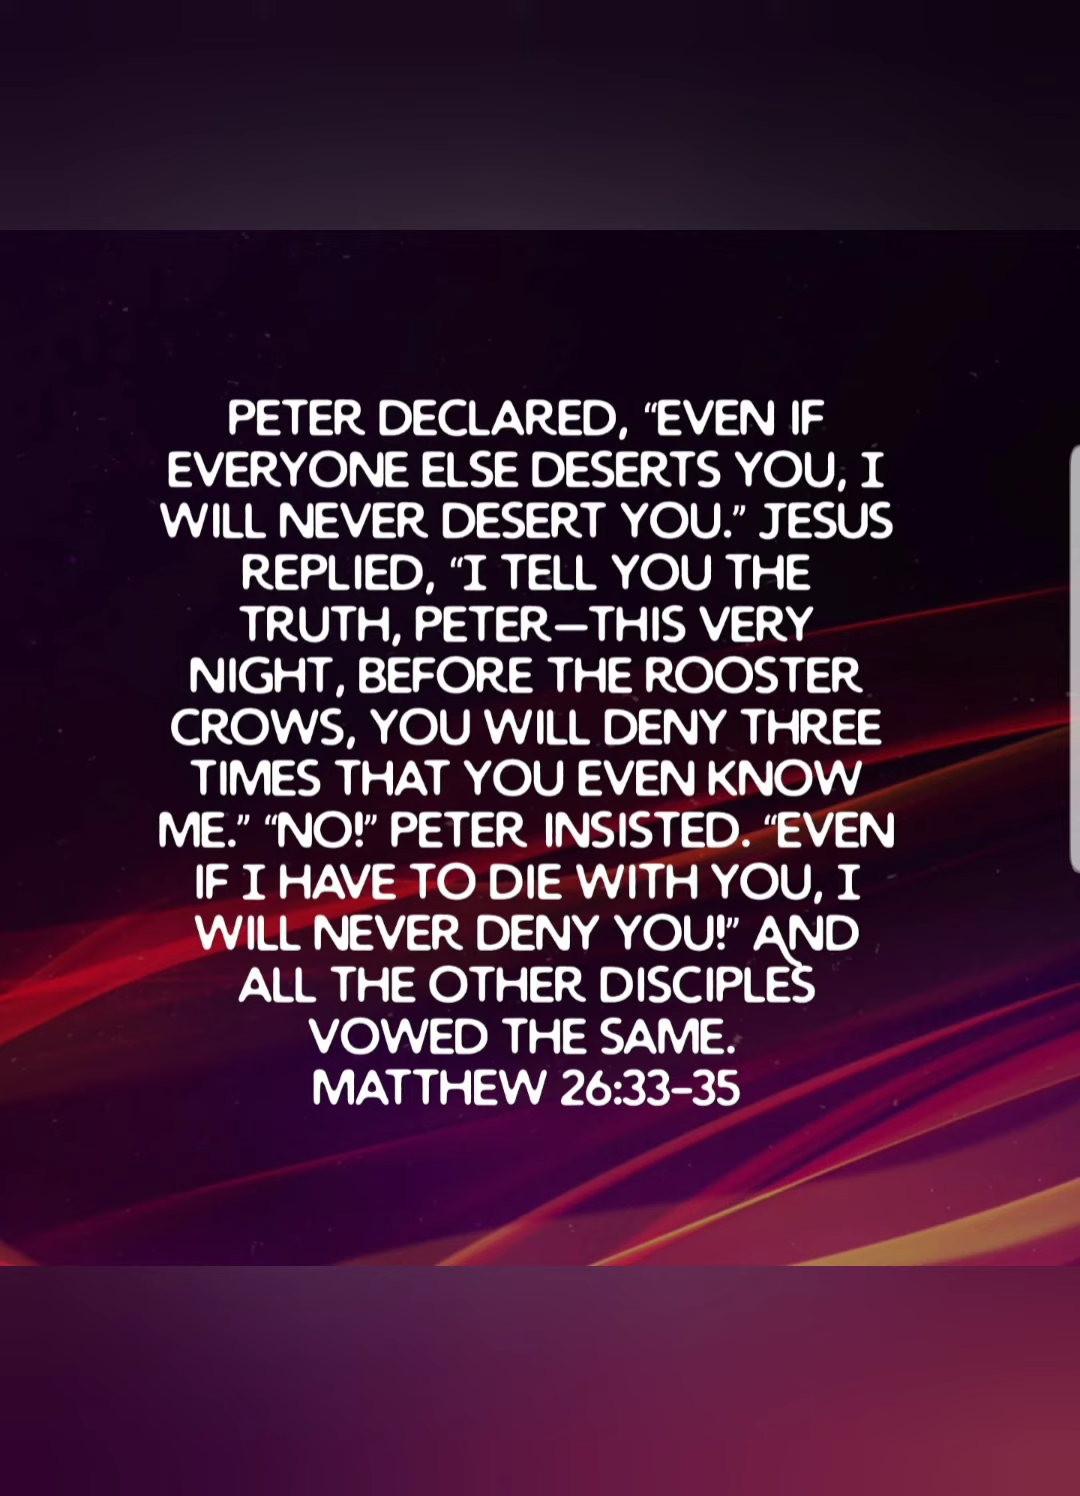 PETER DECLARED, “EVEN IF
EVERYONE ELSE DESERTS YOU, I
WILL NEVER DESERT YOU.” JESUS
REPLIED, “I TELL YOU THE
TRUTH, PETER—THIS VERY
NIGHT, BEFORE THE ROOSTER
CROWS, YOU WILL DENY THREE
TIMES THAT YOU EVEN KNOW
ME.” “NO!” PETER INSISTED. “EVEN
IF I HAVE TO DIE WITH YOU, I
WILL NEVER DENY YOU!” AND
ALL THE OTHER DISCIPLES
VOWED THE SAME.
MATTHEW 26:33-35